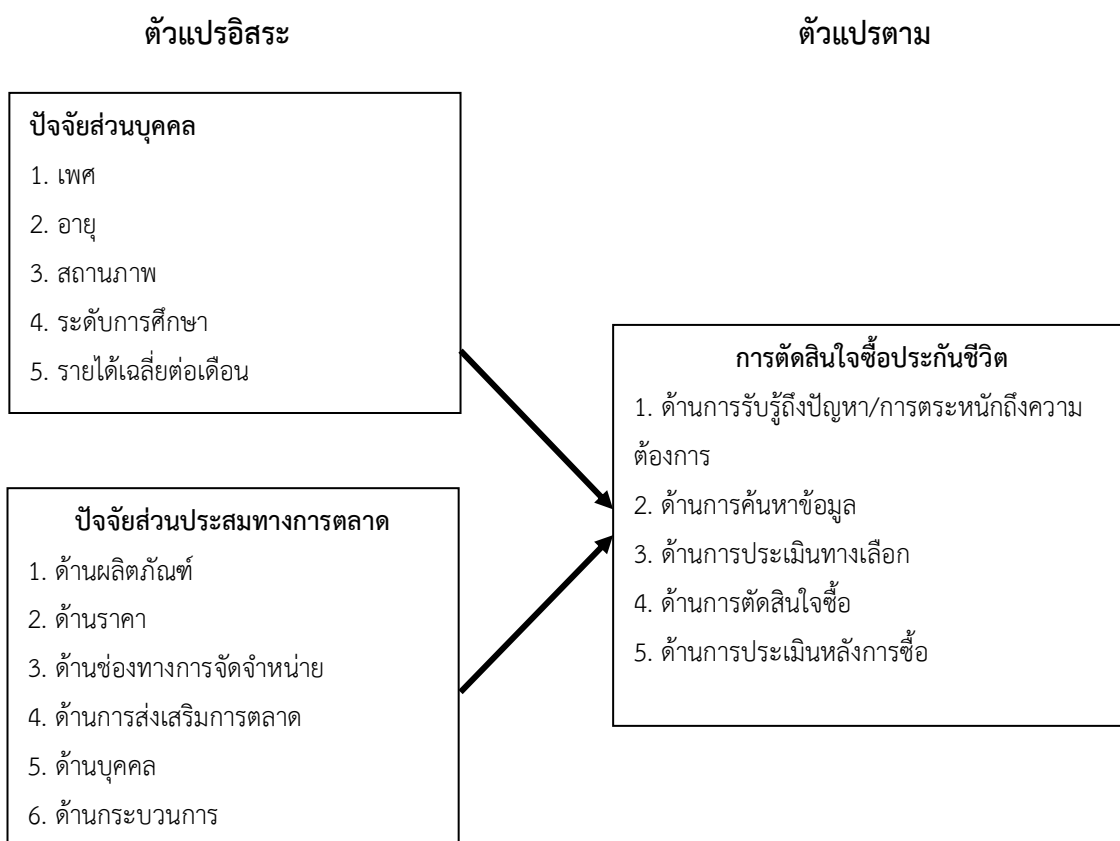 ตัวแปรอิสระ
ตัวแปรตาม
ปัจจัยส่วนบุคคล
1. เพศ
2. อายุ
3. สถานภาพ
4. ระดับการศึกษา
5. รายได้เฉลี่ยต่อเดือน
ปัจจัยส่วนประสมทางการตลาด
1. ด้านผลิตภัณฑ์
2. ด้านราคา
3. ด้านช่องทางการจัดจำหน่าย
4. ด้านการส่งเสริมการตลาด
5. ด้านบุคคล
6. ด้านกระบวนการ
การตัดสินใจซื้อประกันชีวิต
1. ด้านการรับรู้ถึงปัญหา/การตระหนักถึงความ
ต้องการ
2. ด้านการค้นหาข้อมูล
3. ด้านการประเมินทางเลือก
4. ด้านการตัดสินใจซื้อ
5. ด้านการประเมินหลังการซื้อ